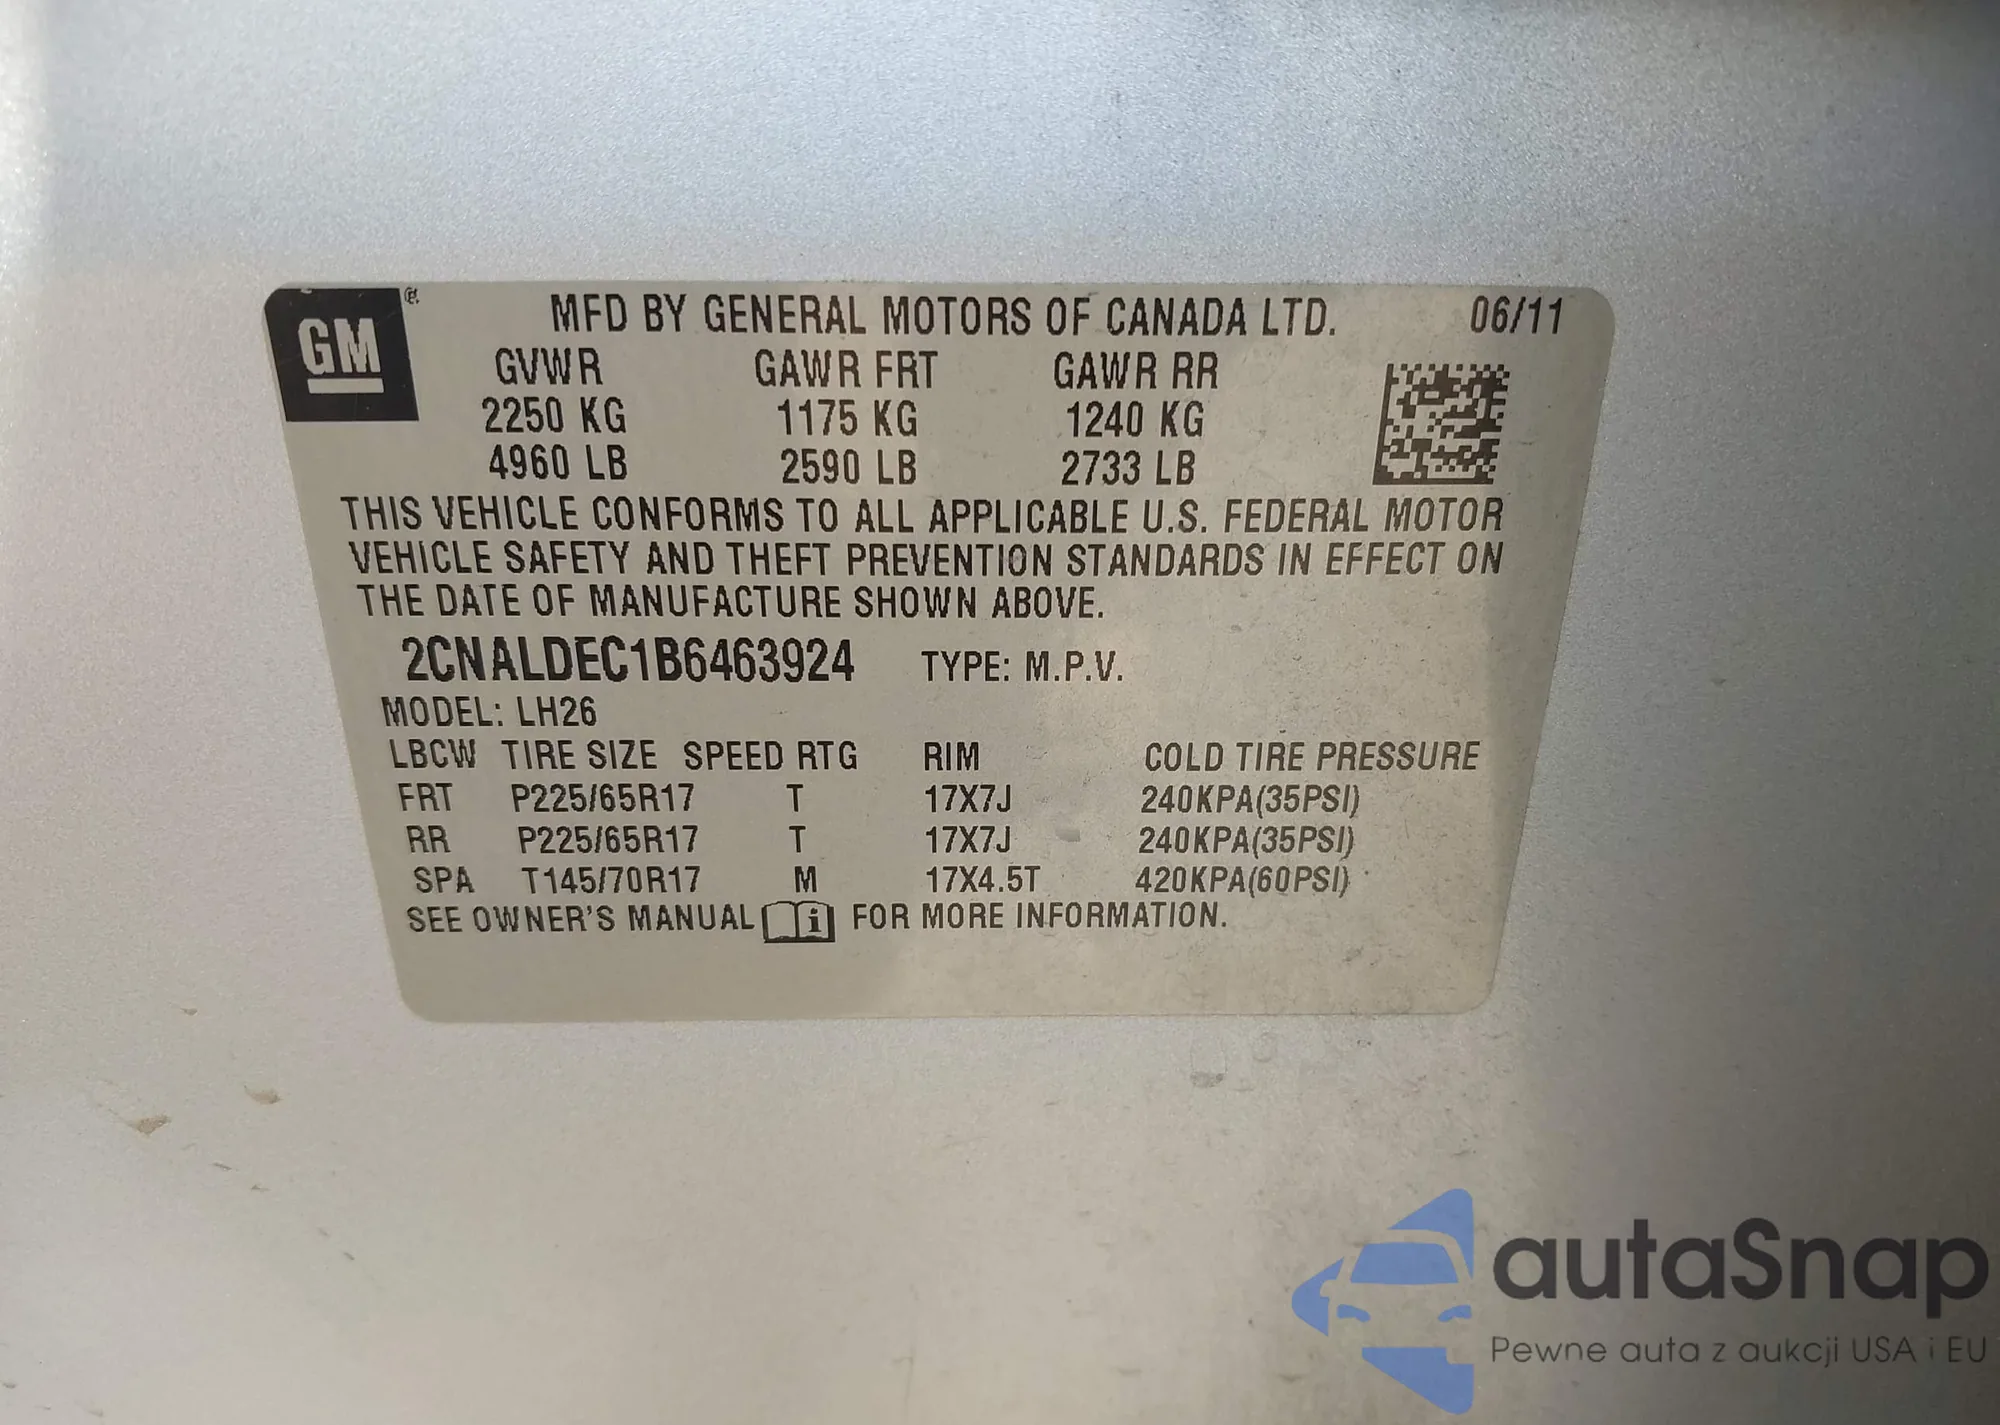 GM
MFD BY GENERAL MOTORS OF CANADA LTD. 06/11
GVWR GAWR FRT GAWR RR
2250 KG 1175 KG 1240 KG
4960 LB 2590 LB 2733 LB
THIS VEHICLE CONFORMS TO ALL APPLICABLE U.S. FEDERAL MOTOR
VEHICLE SAFETY AND THEFT PREVENTION STANDARDS IN EFFECT ON
THE DATE OF MANUFACTURE SHOWN ABOVE.
2CNALDEC1B6463924 TYPE: M.P.V.
MODEL: LH26
LBCW TIRE SIZE SPEED RTG RIM COLD TIRE PRESSURE
FRT P225/65R17 T 17X7J 240KPA(35PSI)
RR P225/65R17 T 17X7J 240KPA(35PSI)
SPA T145/70R17 M 17X4.5T 420KPA(60PSI)
SEE OWNER'S MANUAL i FOR MORE INFORMATION.
autaSnap
Pewne auta z aukcji USA i EU